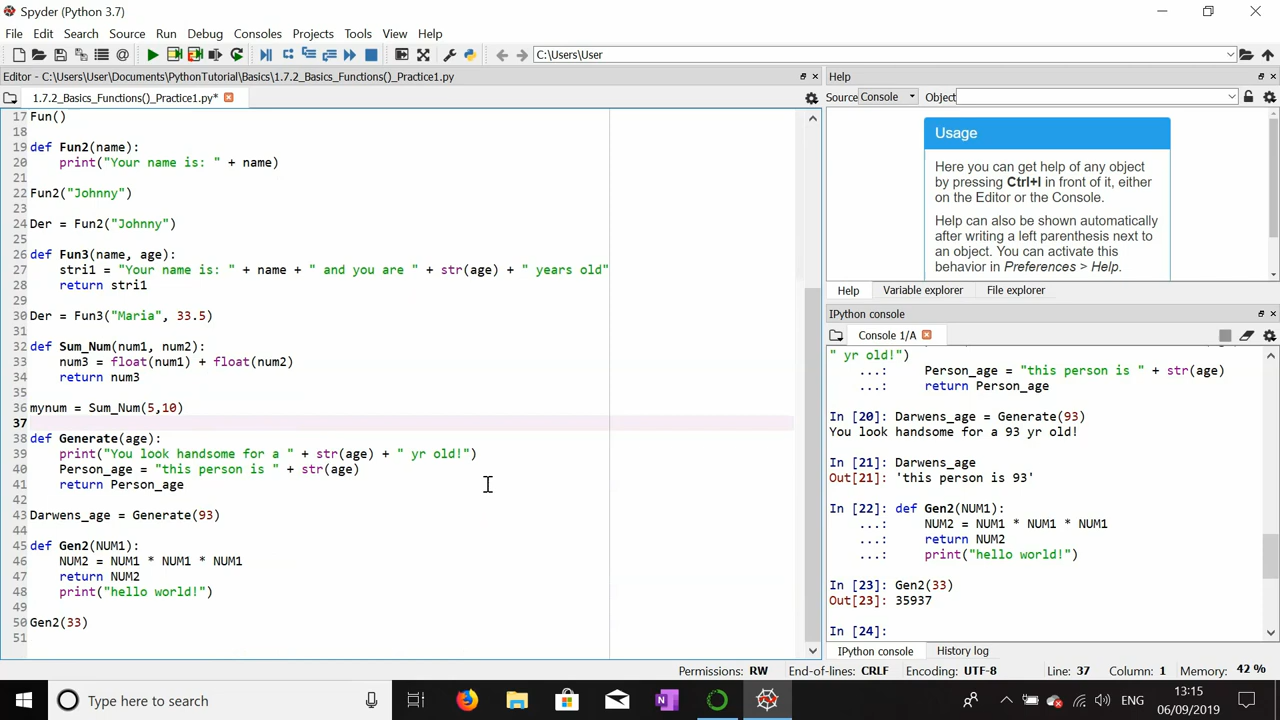 Spyder (Python 3.7)
File Edit Search Source Run Debug Consoles Projects Tools View Help
C:\Users\User
Editor - C:\Users\User\Documents\PythonTutorial\Basics\1.7.2_Basics_Functions()_Practice1.py
1.7.2_Basics_Functions()_Practice1.py*
17 Fun()
18
19 def Fun2(name):
20 print("Your name is: " + name)
21
22 Fun2("Johnny")
23
24 Der = Fun2("Johnny")
25
26 def Fun3(name, age):
27 stri1 = "Your name is: " + name + " and you are " + str(age) + " years old"
28 return stri1
29
30 Der = Fun3("Maria", 33.5)
31
32 def Sum_Num(num1, num2):
33 num3 = float(num1) + float(num2)
34 return num3
35
36 mynum = Sum_Num(5,10)
37
38 def Generate(age):
39 print("You look handsome for a " + str(age) + " yr old!")
40 Person_age = "this person is " + str(age)
41 return Person_age
42
43 Darwens_age = Generate(93)
44
45 def Gen2(NUM1):
46 NUM2 = NUM1 * NUM1 * NUM1
47 return NUM2
48 print("hello world!")
49
50 Gen2(33)
51
Help
Source Console Object
Usage
Here you can get help of any object
by pressing Ctrl+I in front of it, either
on the Editor or the Console.
Help can also be shown automatically
after writing a left parenthesis next to
an object. You can activate this
behavior in Preferences > Help.
Help Variable explorer File explorer
IPython console
Console 1/A
" yr old!")
...: Person_age = "this person is " + str(age)
...: return Person_age
In [20]: Darwens_age = Generate(93)
You look handsome for a 93 yr old!
In [21]: Darwens_age
Out[21]: 'this person is 93'
In [22]: def Gen2(NUM1):
...: NUM2 = NUM1 * NUM1 * NUM1
...: return NUM2
...: print("hello world!")
In [23]: Gen2(33)
Out[23]: 35937
In [24]:
IPython console History log
Permissions: RW End-of-lines: CRLF Encoding: UTF-8 Line: 37 Column: 1 Memory: 42 %
Type here to search
ENG
13:15
06/09/2019